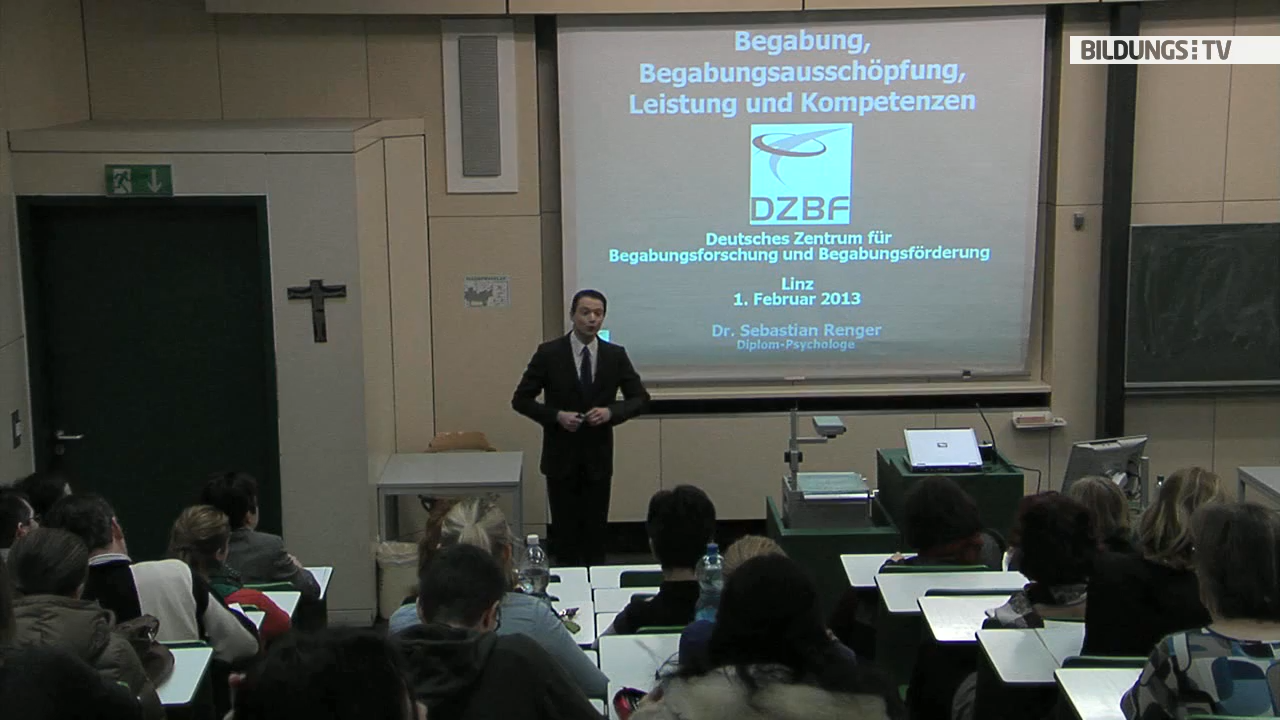 BILDUNGS TV
Begabung,
Begabungsausschöpfung,
Leistung und Kompetenzen
DZBF
Deutsches Zentrum für
Begabungsforschung und Begabungsförderung
Linz
1. Februar 2013
Dr. Sebastian Renger
Diplom-Psychologe